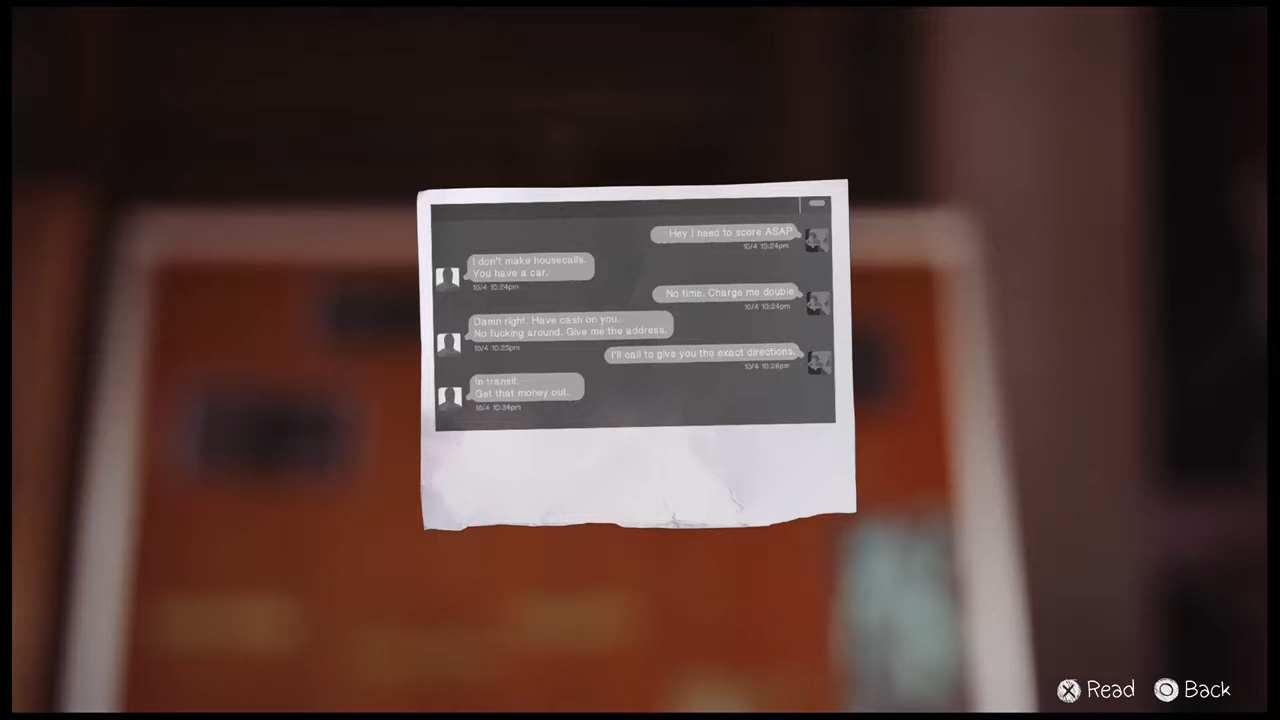 Hey I need to score ASAP
10/4 10:24pm
I don't make housecalls.
You have a car.
10/4 10:24pm
No time. Charge me double
10/4 10:24pm
Damn right. Have cash on you.
No fucking around. Give me the address.
10/4 10:25pm
I'll call to give you the exact directions.
10/4 10:26pm
In transit.
Get that money out.
10/4 10:34pm
Read
Back